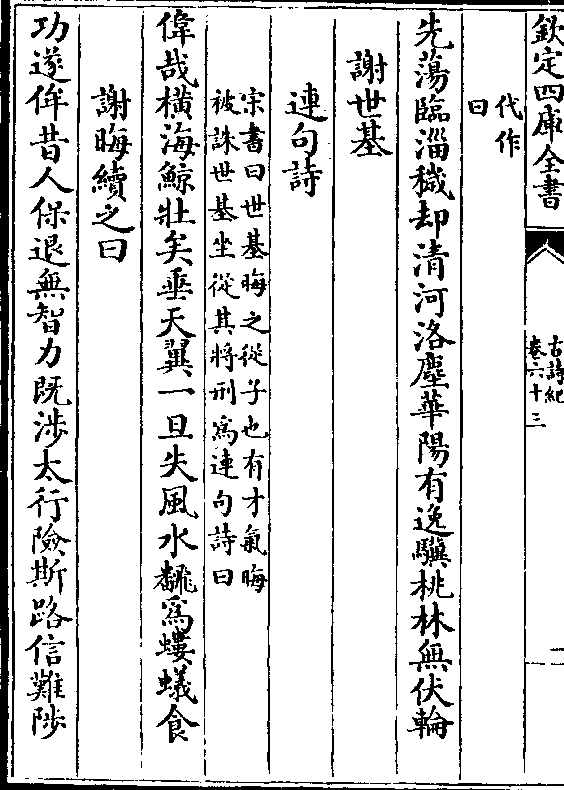 欽定四庫全書
古詩紀
卷六十三
一
代作
曰
先蕩臨淄穢却清河洛塵華陽有逸驥桃林無伏輪
謝世基
連句詩
宋書曰世基晦之從子也有才氣晦
被誅世基坐從其將刑為連句詩曰
偉哉橫海鯨壯矣垂天翼一旦失風水飜為螻蟻食
謝晦續之曰
功遂侔昔人保退無智力既涉太行險斯路信難陟